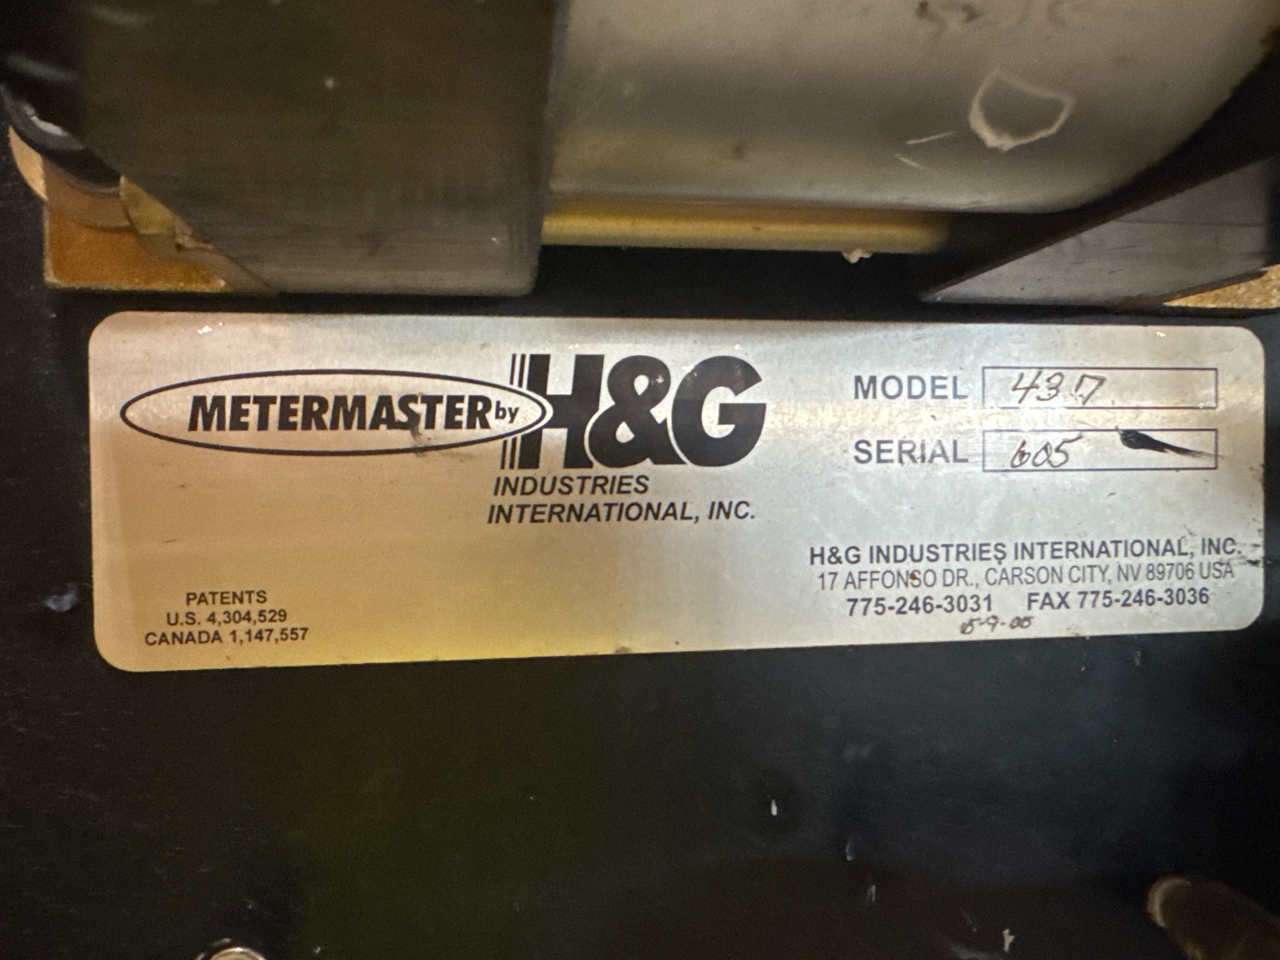 METERMASTER by H&G
INDUSTRIES
INTERNATIONAL, INC.
MODEL 437
SERIAL 605
H&G INDUSTRIES INTERNATIONAL, INC.
17 AFFONSO DR., CARSON CITY, NV 89706 USA
775-246-3031 FAX 775-246-3036
PATENTS
U.S. 4,304,529
CANADA 1,147,557